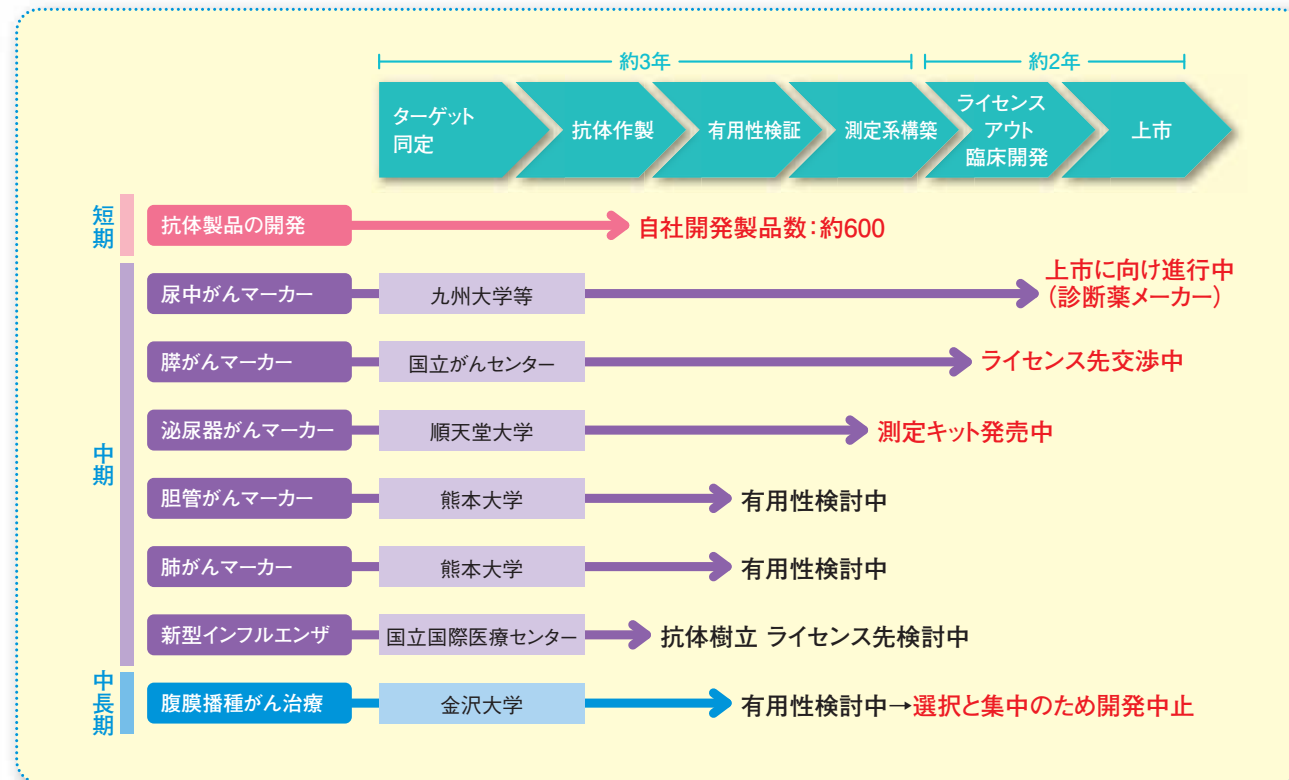 約3年
約2年
ターゲット
同定
抗体作製
有用性検証
測定系構築
ライセンス
アウト
臨床開発
上市
短期
抗体製品の開発
自社開発製品数：約600
中期
尿中がんマーカー
九州大学等
上市に向け進行中
（診断薬メーカー）
膵がんマーカー
国立がんセンター
ライセンス先交渉中
泌尿器がんマーカー
順天堂大学
測定キット発売中
胆管がんマーカー
熊本大学
有用性検討中
肺がんマーカー
熊本大学
有用性検討中
新型インフルエンザ
国立国際医療センター
抗体樹立 ライセンス先検討中
中長期
腹膜播種がん治療
金沢大学
有用性検討中→選択と集中のため開発中止